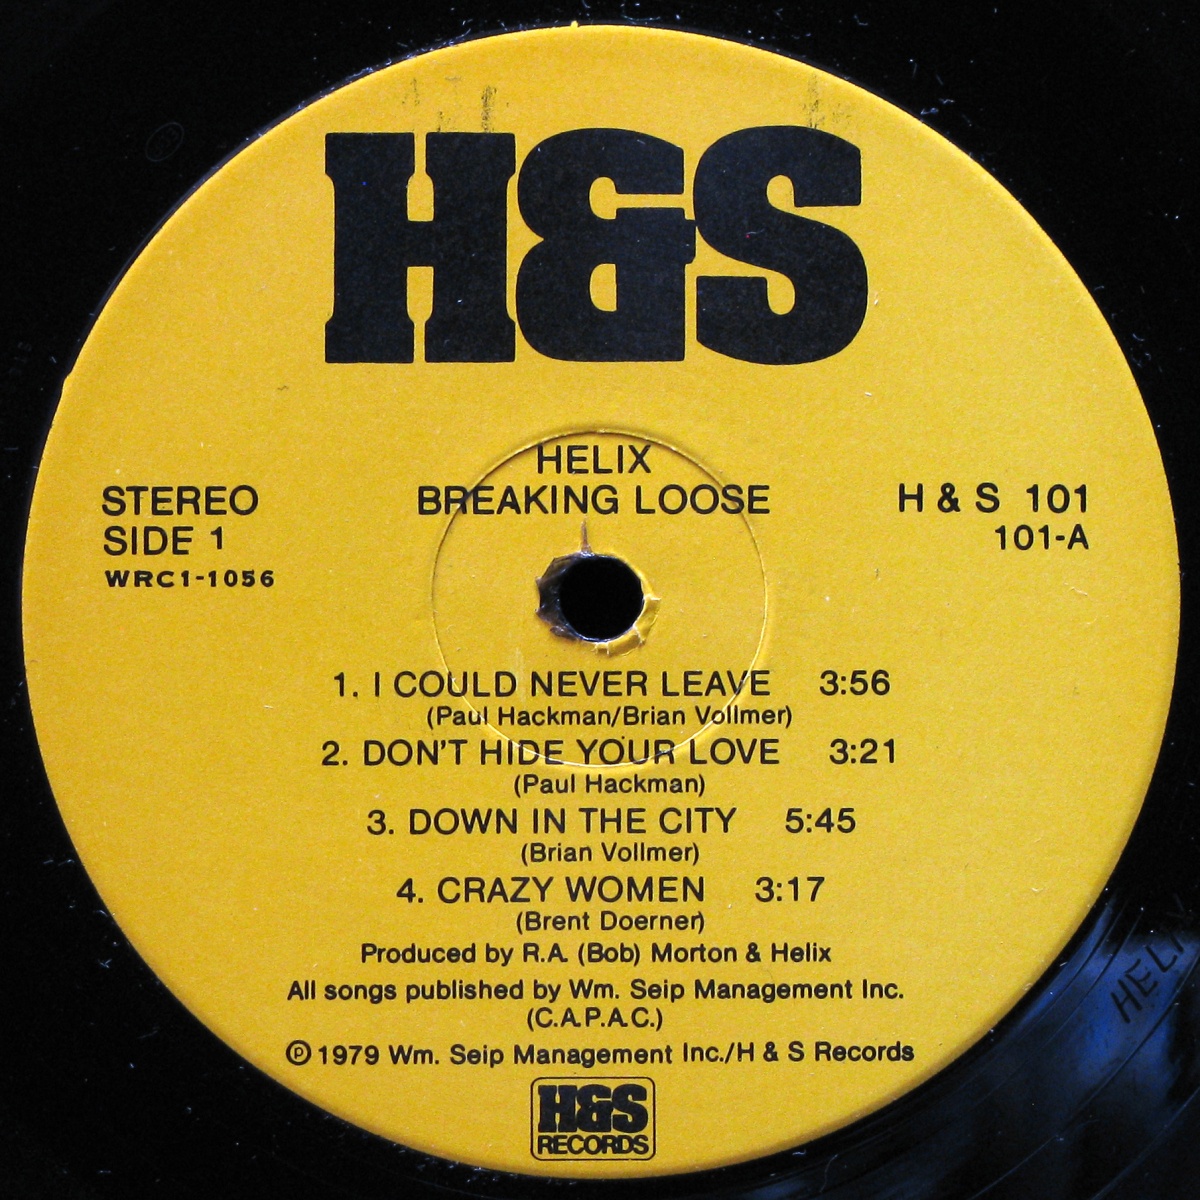 H&S
HELIX
BREAKING LOOSE
STEREO
SIDE 1
WRC1-1056
H & S 101
101-A
1. I COULD NEVER LEAVE 3:56
(Paul Hackman/Brian Vollmer)
2. DON'T HIDE YOUR LOVE 3:21
(Paul Hackman)
3. DOWN IN THE CITY 5:45
(Brian Vollmer)
4. CRAZY WOMEN 3:17
(Brent Doerner)
Produced by R.A. (Bob) Morton & Helix
All songs published by Wm. Seip Management Inc.
(C.A.P.A.C.)
℗ 1979 Wm. Seip Management Inc./H & S Records
H&S
RECORDS
HELI